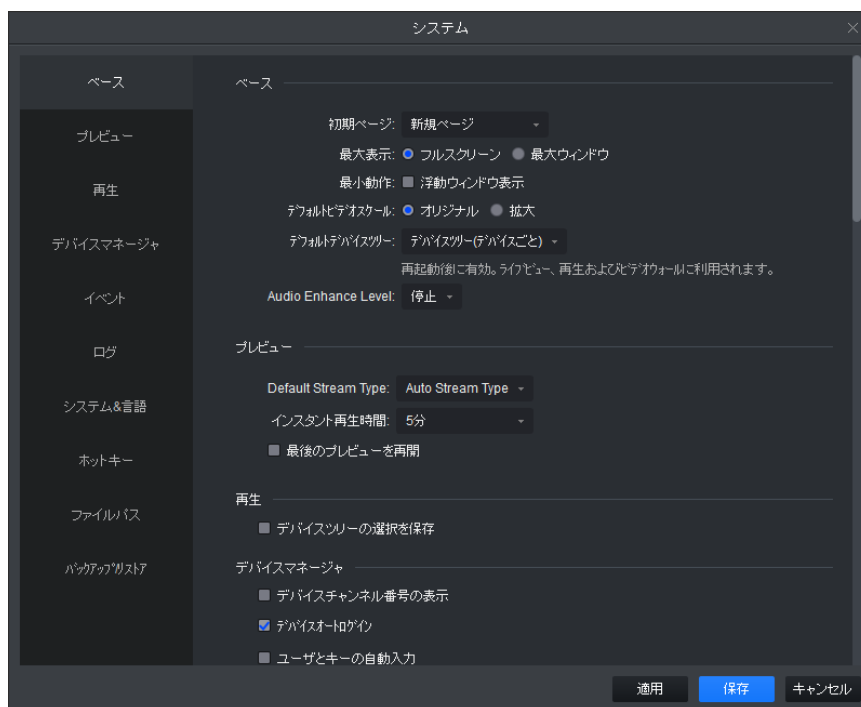 システム
ベース
プレビュー
再生
デバイスマネージャ
イベント
ログ
システム&言語
ホットキー
ファイルパス
ﾊﾞｯｸｱｯﾌﾟ/ﾘｽﾄｱ
ベース
初期ページ: 新規ページ
最大表示: フルスクリーン 最大ウィンドウ
最小動作: 浮動ウィンドウ表示
ﾃﾞﾌｫﾙﾄﾋﾞﾃﾞｵｽｹｰﾙ: オリジナル 拡大
ﾃﾞﾌｫﾙﾄﾃﾞﾊﾞｲｽﾂﾘｰ: ﾃﾞﾊﾞｲｽﾂﾘｰ(ﾃﾞﾊﾞｲｽごと)
再起動後に有効。ﾗｲﾌﾞﾋﾞｭｰ、再生およびﾋﾞﾃﾞｵｳｫｰﾙに利用されます。
Audio Enhance Level: 停止
プレビュー
Default Stream Type: Auto Stream Type
インスタント再生時間: 5分
最後のプレビューを再開
再生
デバイスツリーの選択を保存
デバイスマネージャ
デバイスチャンネル番号の表示
ﾃﾞﾊﾞｲｽｵｰﾄﾛｸﾞｲﾝ
ユーザとキーの自動入力
適用 保存 キャンセル